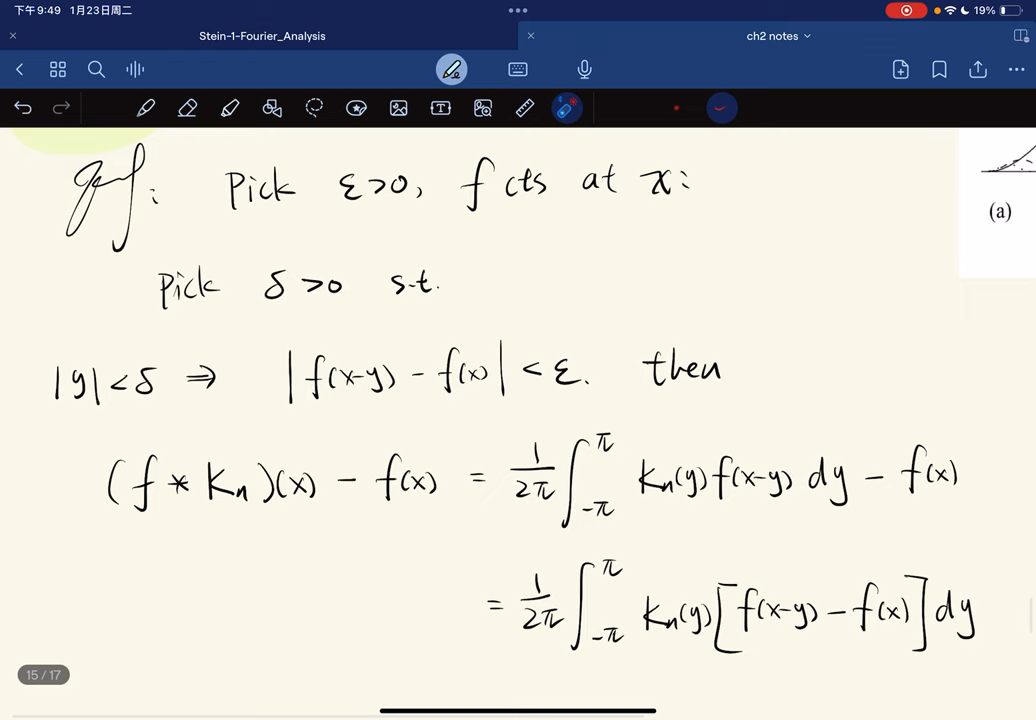 下午9:49 1月23日周二
19%
Stein-1-Fourier_Analysis
ch2 notes
proof: Pick ε>0, f cts at x:
(a)
Pick δ>0 s.t.
|y|<δ ⇒ |f(x-y) - f(x)| < ε. then
(f * Kn)(x) - f(x) = 1/2π ∫_{-π}^{π} Kn(y) f(x-y) dy - f(x)
= 1/2π ∫_{-π}^{π} Kn(y) [f(x-y) - f(x)] dy
15 / 17